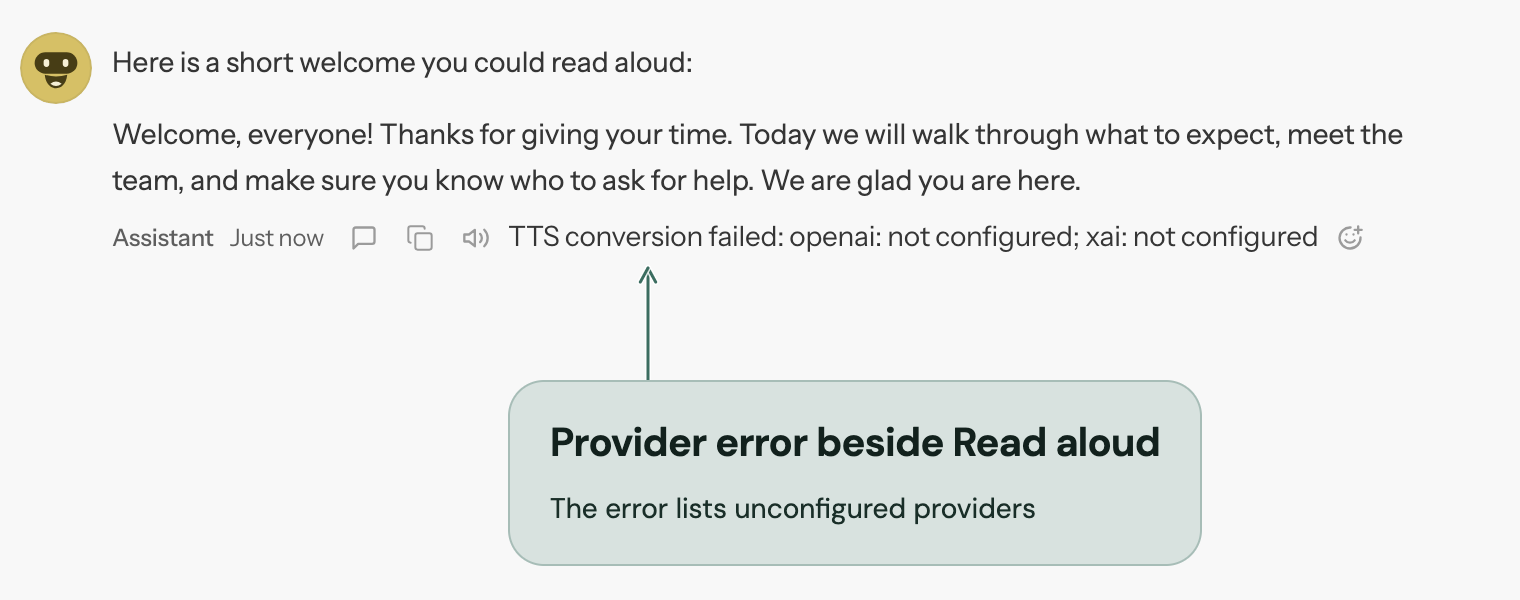 Here is a short welcome you could read aloud:
Welcome, everyone! Thanks for giving your time. Today we will walk through what to expect, meet the
team, and make sure you know who to ask for help. We are glad you are here.
Assistant Just now TTS conversion failed: openai: not configured; xai: not configured
Provider error beside Read aloud
The error lists unconfigured providers